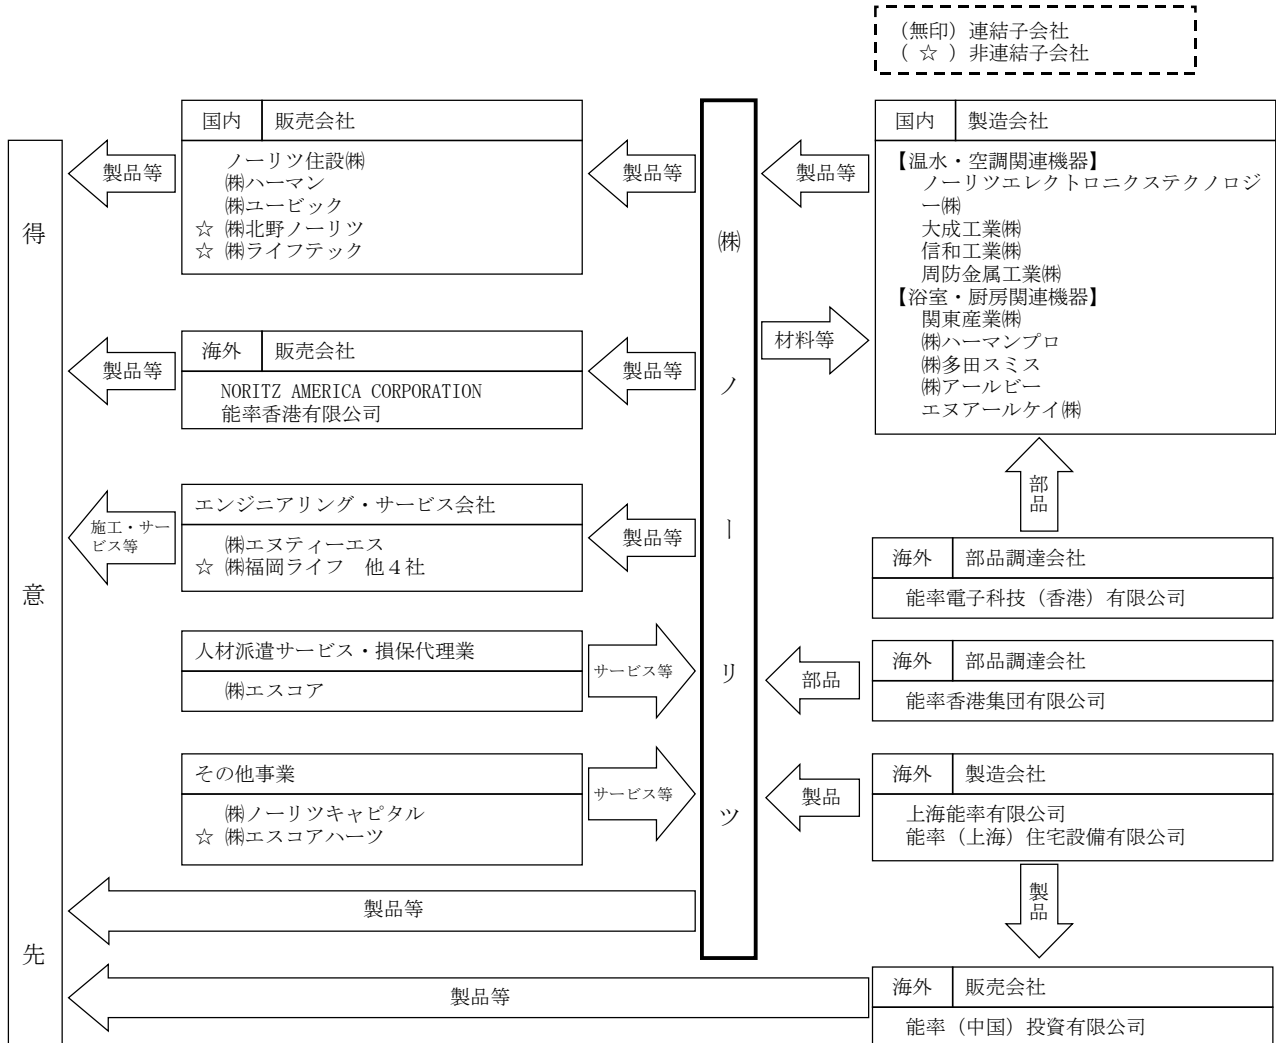 （無印）連結子会社
（ ☆ ）非連結子会社
得意先
国内 販売会社
ノーリツ住設㈱
㈱ハーマン
㈱ユービック
☆ ㈱北野ノーリツ
☆ ㈱ライフテック
製品等
製品等
海外 販売会社
NORITZ AMERICA CORPORATION
能率香港有限公司
製品等
製品等
エンジニアリング・サービス会社
㈱エヌティーエス
☆ ㈱福岡ライフ 他４社
施工・サー
ビス等
製品等
人材派遣サービス・損保代理業
㈱エスコア
サービス等
その他事業
㈱ノーリツキャピタル
☆ ㈱エスコアハーツ
サービス等
製品等
製品等
㈱ノーリツ
製品等
材料等
部品
製品
国内 製造会社
【温水・空調関連機器】
ノーリツエレクトロニクステクノロジ
ー㈱
大成工業㈱
信和工業㈱
周防金属工業㈱
【浴室・厨房関連機器】
関東産業㈱
㈱ハーマンプロ
㈱多田スミス
㈱アールビー
エヌアールケイ㈱
部品
海外 部品調達会社
能率電子科技（香港）有限公司
海外 部品調達会社
能率香港集団有限公司
海外 製造会社
上海能率有限公司
能率（上海）住宅設備有限公司
製品
海外 販売会社
能率（中国）投資有限公司